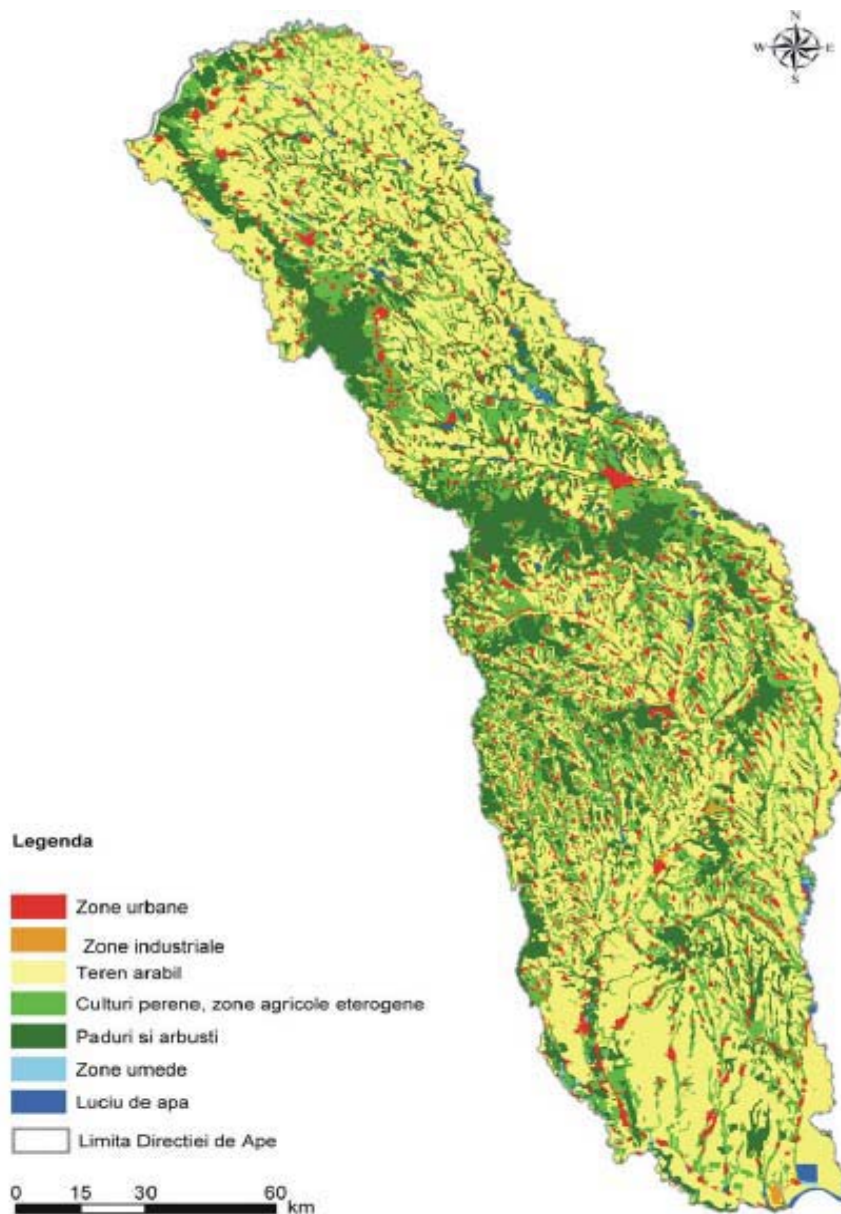 N
W E
S
Legenda
Zone urbane
Zone industriale
Teren arabil
Culturi perene, zone agricole eterogene
Paduri si arbusti
Zone umede
Luciu de apa
Limita Directiei de Ape
0 15 30 60
km